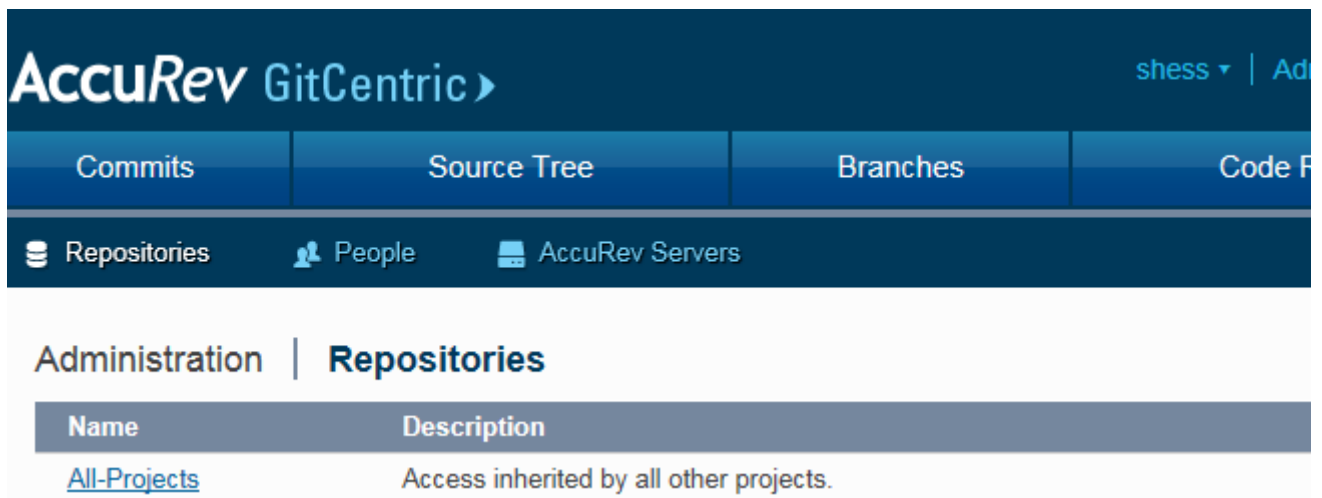 AccuRev GitCentric
shess
Commits Source Tree Branches Code
Repositories People AccuRev Servers
Administration | Repositories
Name Description
All-Projects Access inherited by all other projects.